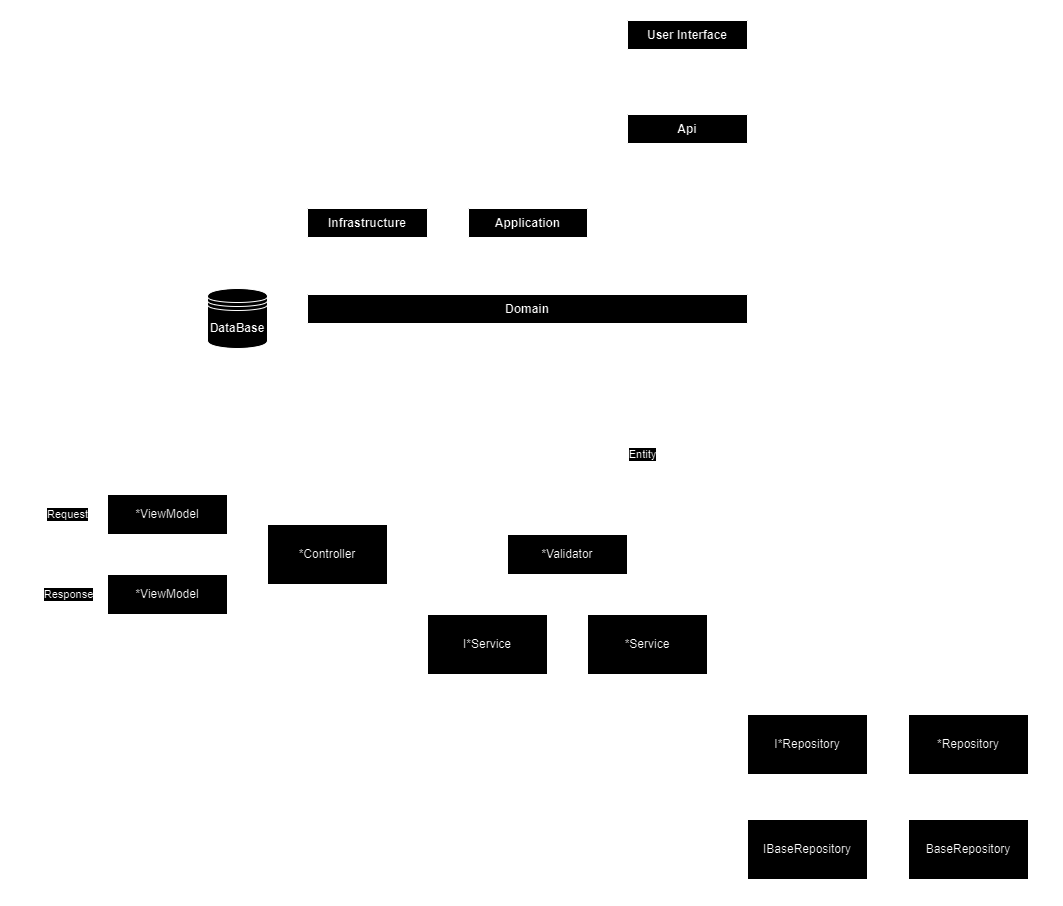 User Interface
Api
Infrastructure
Application
Domain
DataBase
Entity
Request
*ViewModel
*Controller
*Validator
Response
*ViewModel
I*Service
*Service
I*Repository
*Repository
IBaseRepository
BaseRepository